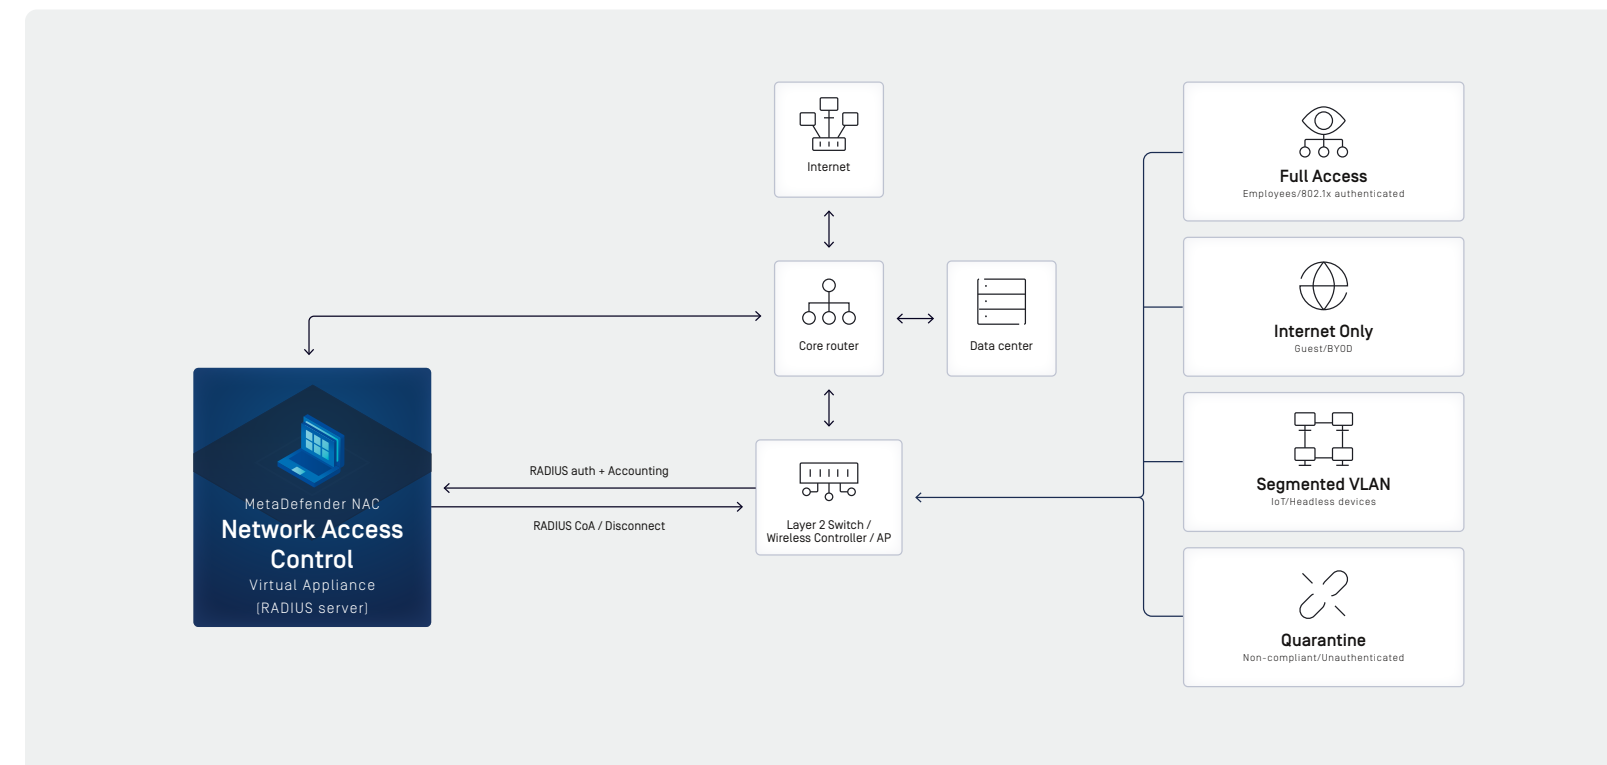 Internet
Full Access
Employees/802.1x authenticated
Core router
Data center
Internet Only
Guest/BYOD
MetaDefender NAC
Network Access
Control
Virtual Appliance
(RADIUS server)
RADIUS auth + Accounting
RADIUS CoA / Disconnect
Layer 2 Switch /
Wireless Controller / AP
Segmented VLAN
IoT/Headless devices
Quarantine
Non-compliant/Unauthenticated